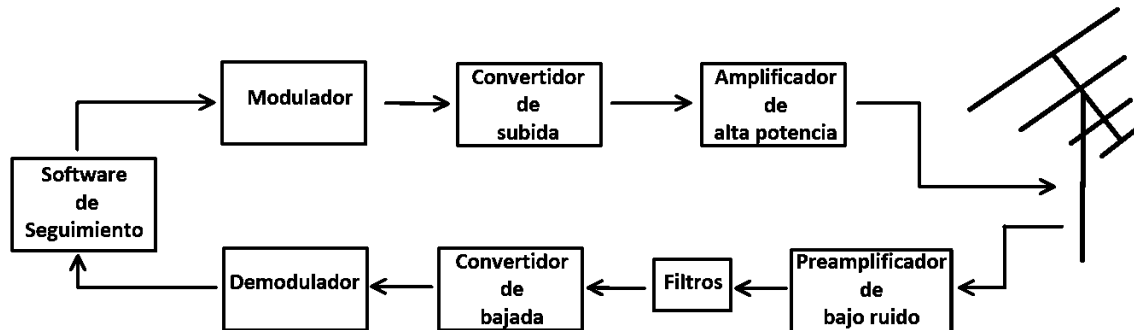 Modulador
Convertidor
de
subida
Amplificador
de
alta potencia
Software
de
Seguimiento
Demodulador
Convertidor
de
bajada
Filtros
Preamplificador
de
bajo ruido